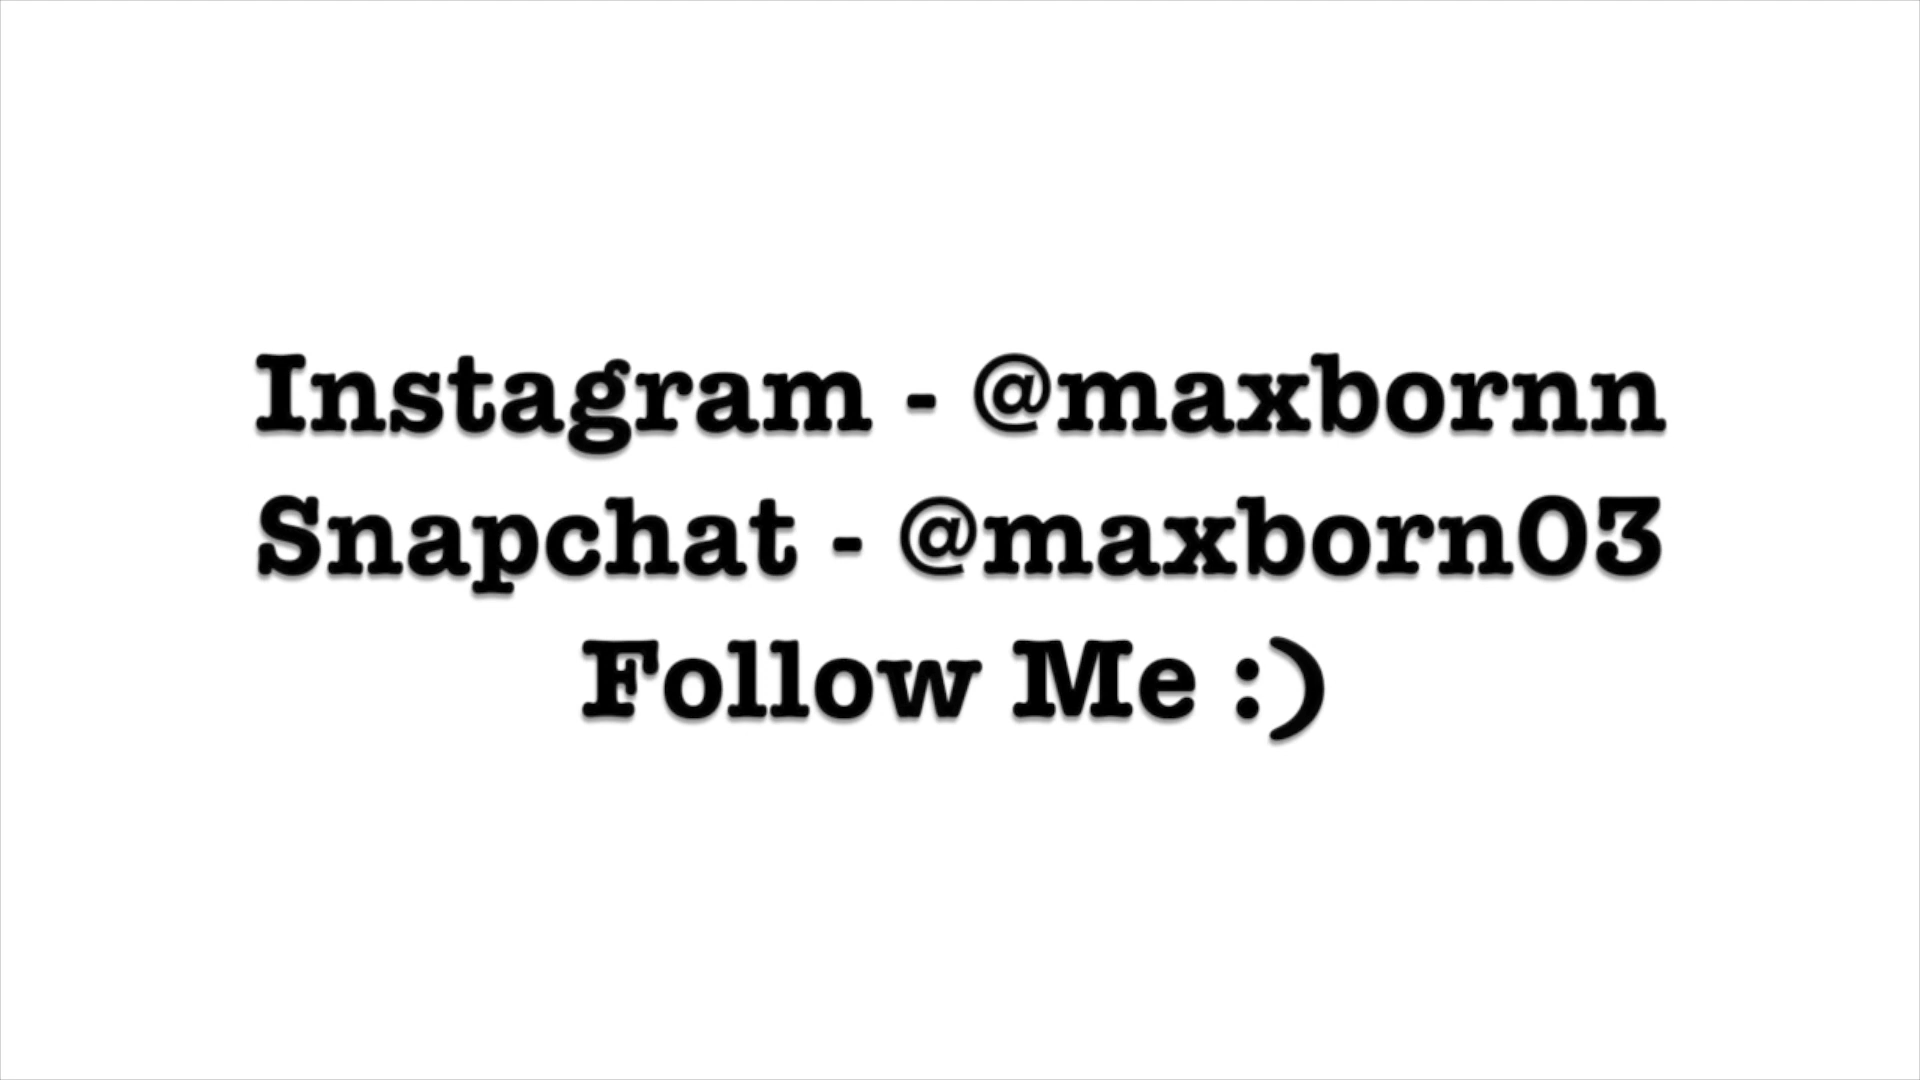 Instagram - @maxbornn
Snapchat - @maxborn03
Follow Me :)